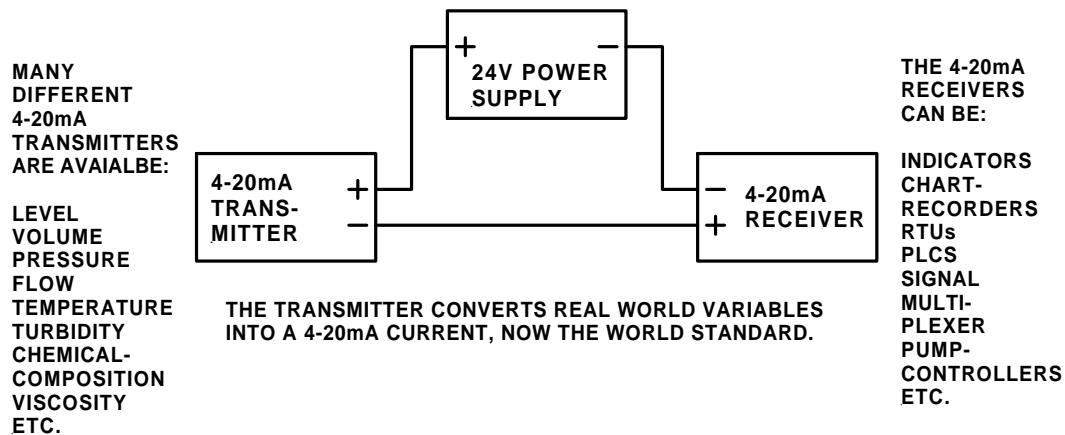 MANY
DIFFERENT
4-20mA
TRANSMITTERS
ARE AVAIALBE:
LEVEL
VOLUME
PRESSURE
FLOW
TEMPERATURE
TURBIDITY
CHEMICAL-
COMPOSITION
VISCOSITY
ETC.
+ −
24V POWER
SUPPLY
4-20mA +
TRANS-
MITTER −
− 4-20mA
+ RECEIVER
THE TRANSMITTER CONVERTS REAL WORLD VARIABLES
INTO A 4-20mA CURRENT, NOW THE WORLD STANDARD.
THE 4-20mA
RECEIVERS
CAN BE:
INDICATORS
CHART-
RECORDERS
RTUs
PLCS
SIGNAL
MULTI-
PLEXER
PUMP-
CONTROLLERS
ETC.